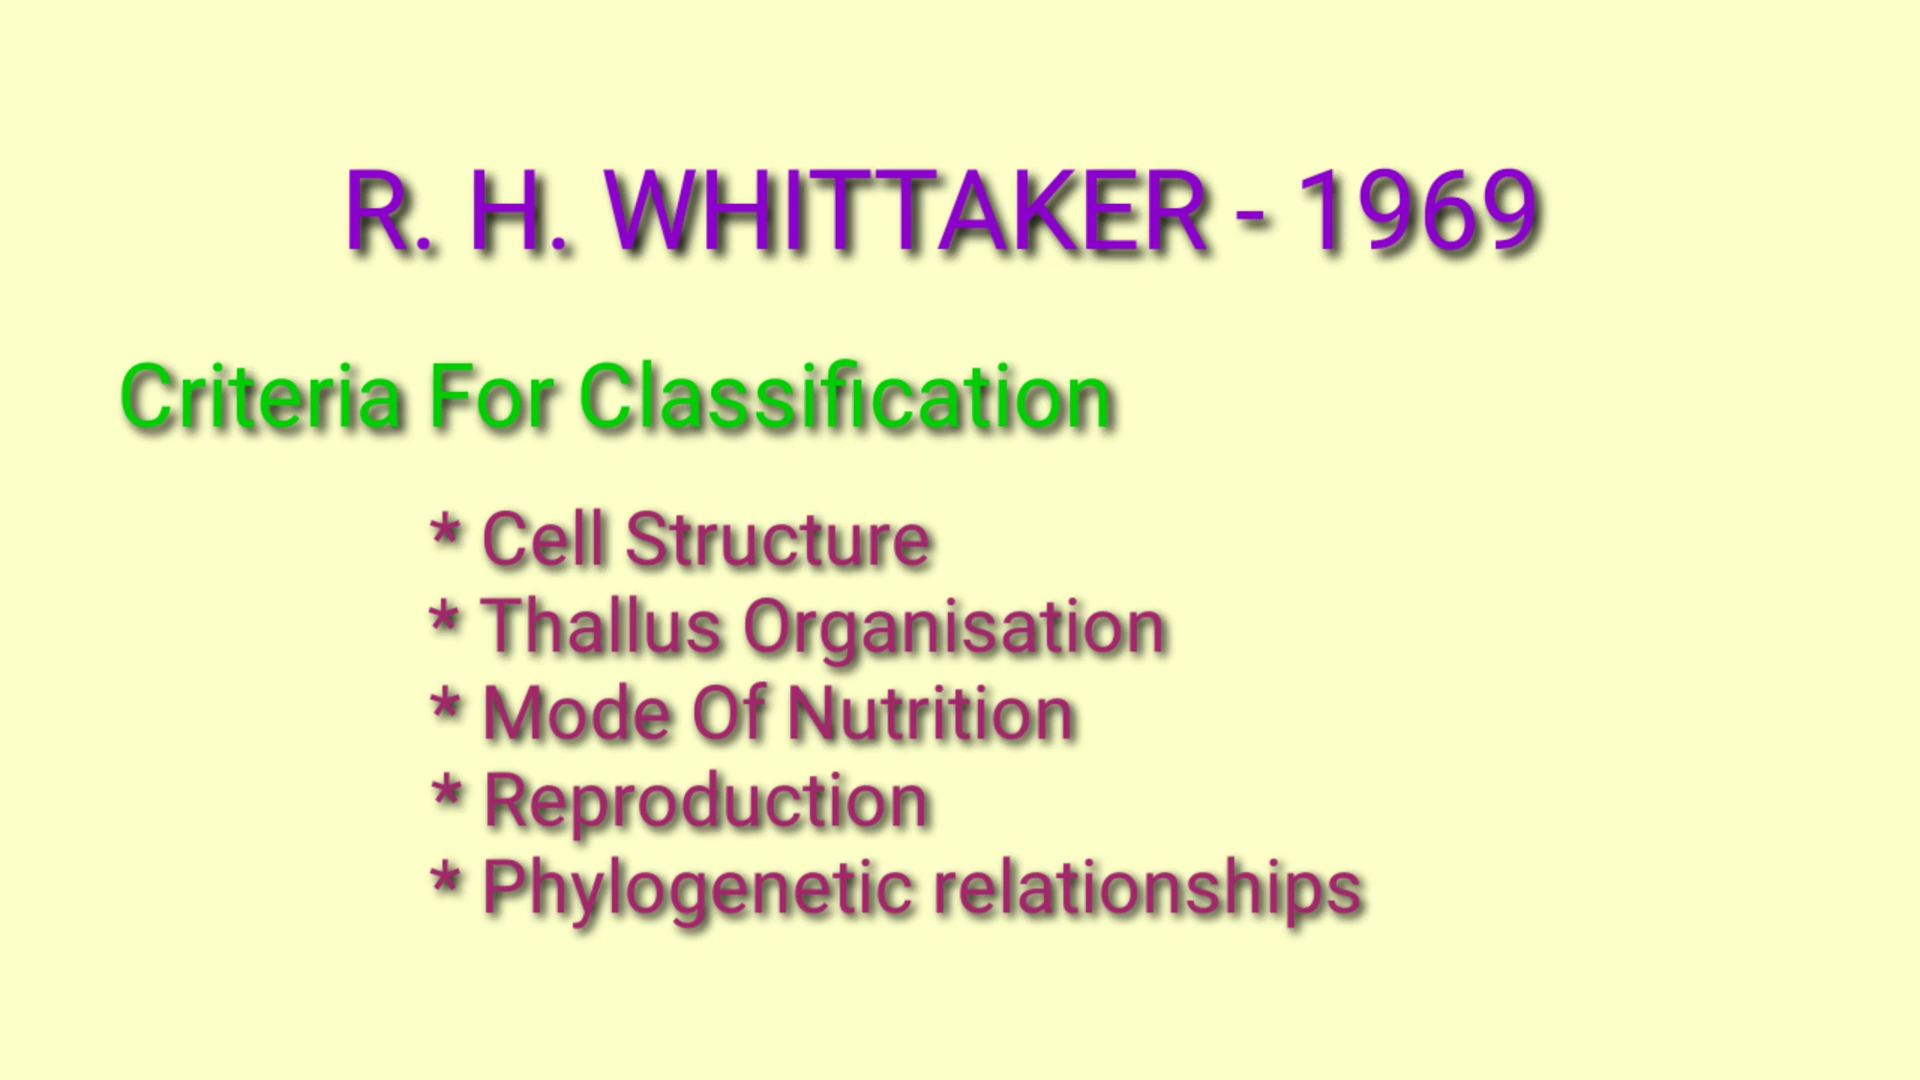 R. H. WHITTAKER - 1969
Criteria For Classification
* Cell Structure
* Thallus Organisation
* Mode Of Nutrition
* Reproduction
* Phylogenetic relationships